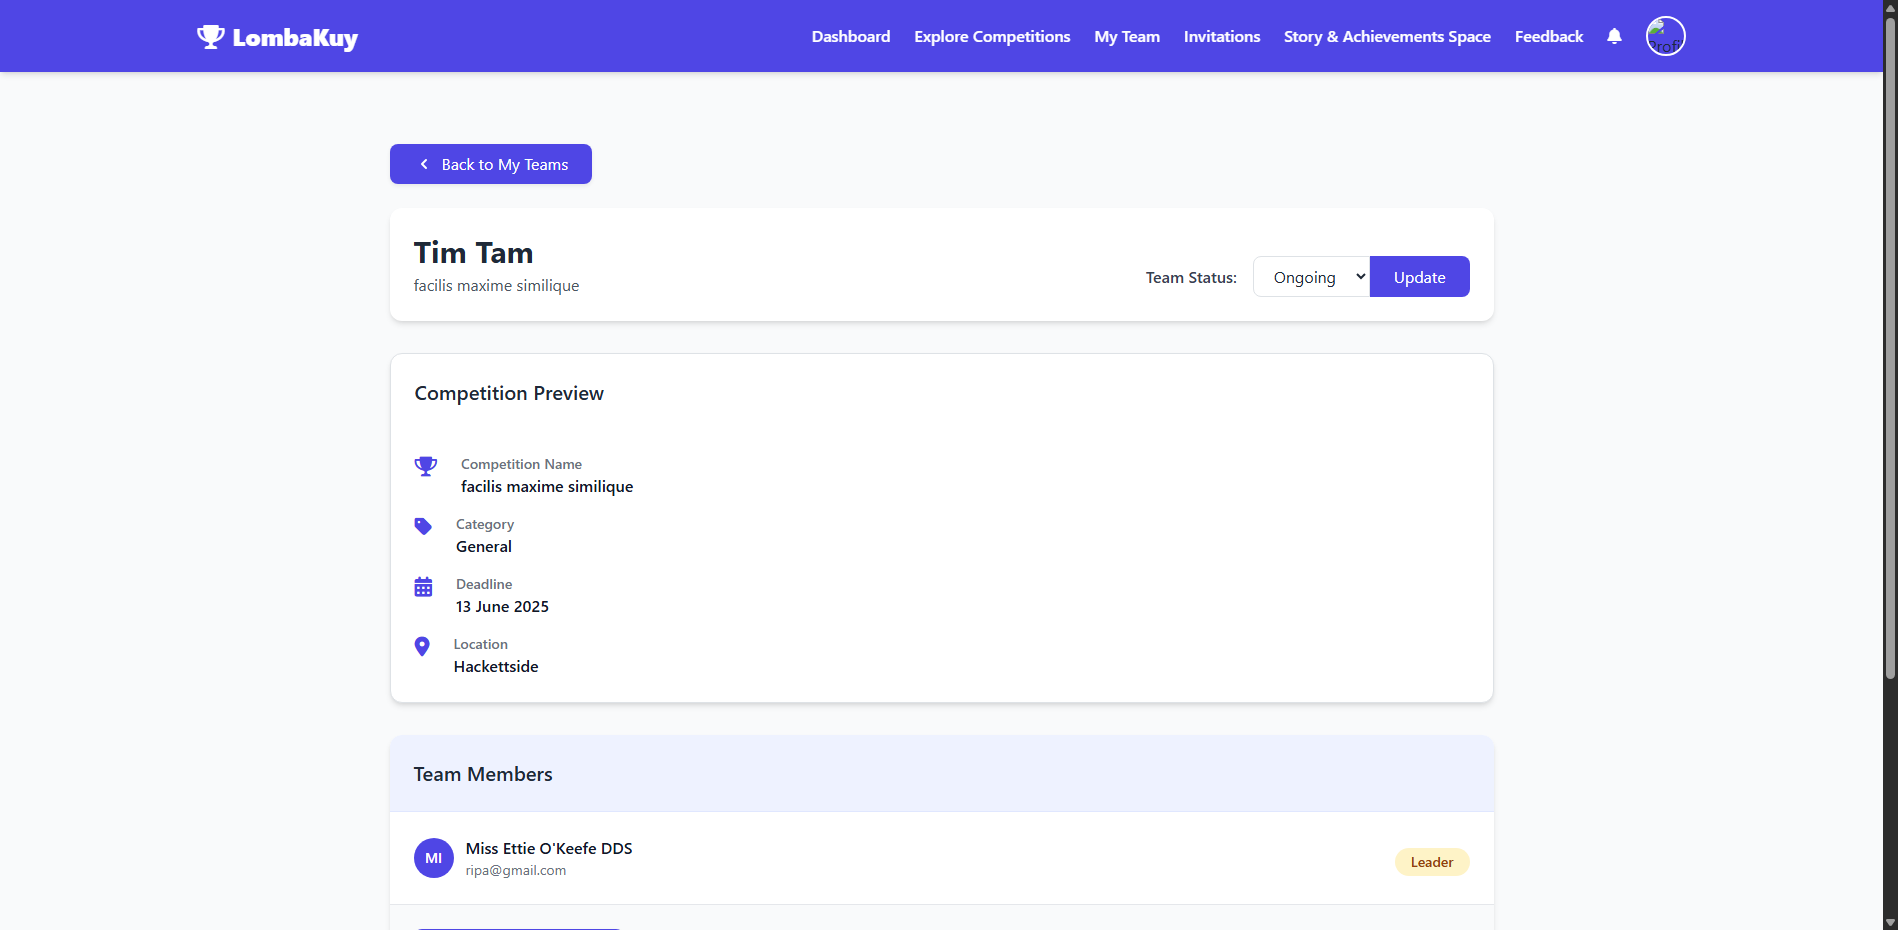 LombaKuy
Dashboard
Explore Competitions
My Team
Invitations
Story & Achievements Space
Feedback
Profi
Back to My Teams
Tim Tam
facilis maxime similique
Team Status:
Ongoing
Update
Competition Preview
Competition Name
facilis maxime similique
Category
General
Deadline
13 June 2025
Location
Hackettside
Team Members
MI
Miss Ettie O'Keefe DDS
ripa@gmail.com
Leader